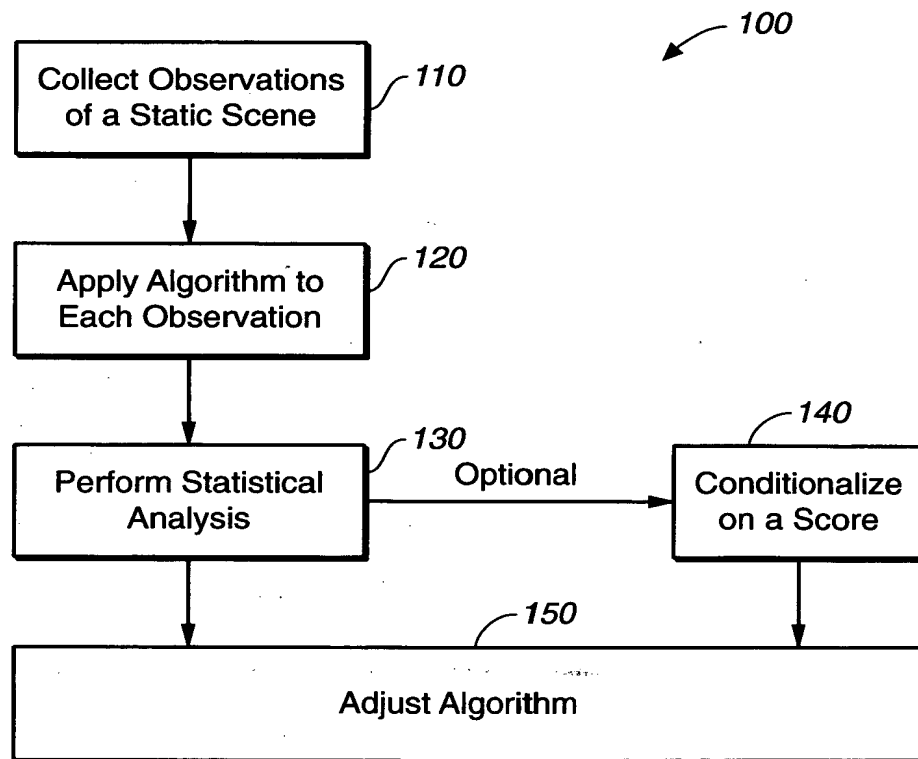 100
Collect Observations
of a Static Scene
110
Apply Algorithm to
Each Observation
120
Perform Statistical
Analysis
130
Optional
Conditionalize
on a Score
140
150
Adjust Algorithm